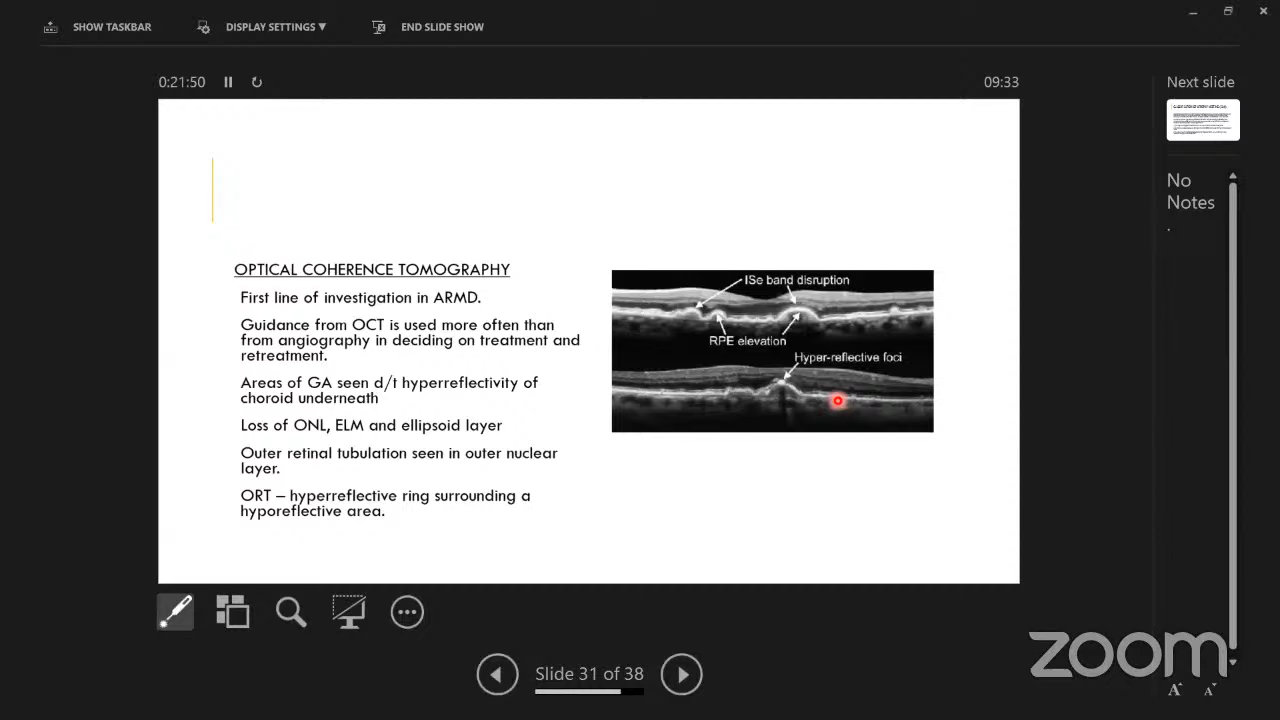 SHOW TASKBAR
DISPLAY SETTINGS ▼
END SLIDE SHOW
0:21:50
09:33
Next slide
No
Notes
.
OPTICAL COHERENCE TOMOGRAPHY
First line of investigation in ARMD.
Guidance from OCT is used more often than
from angiography in deciding on treatment and
retreatment.
Areas of GA seen d/t hyperreflectivity of
choroid underneath
Loss of ONL, ELM and ellipsoid layer
Outer retinal tubulation seen in outer nuclear
layer.
ORT – hyperreflective ring surrounding a
hyporeflective area.
ISe band disruption
RPE elevation
Hyper-reflective foci
Slide 31 of 38
zoom
A A